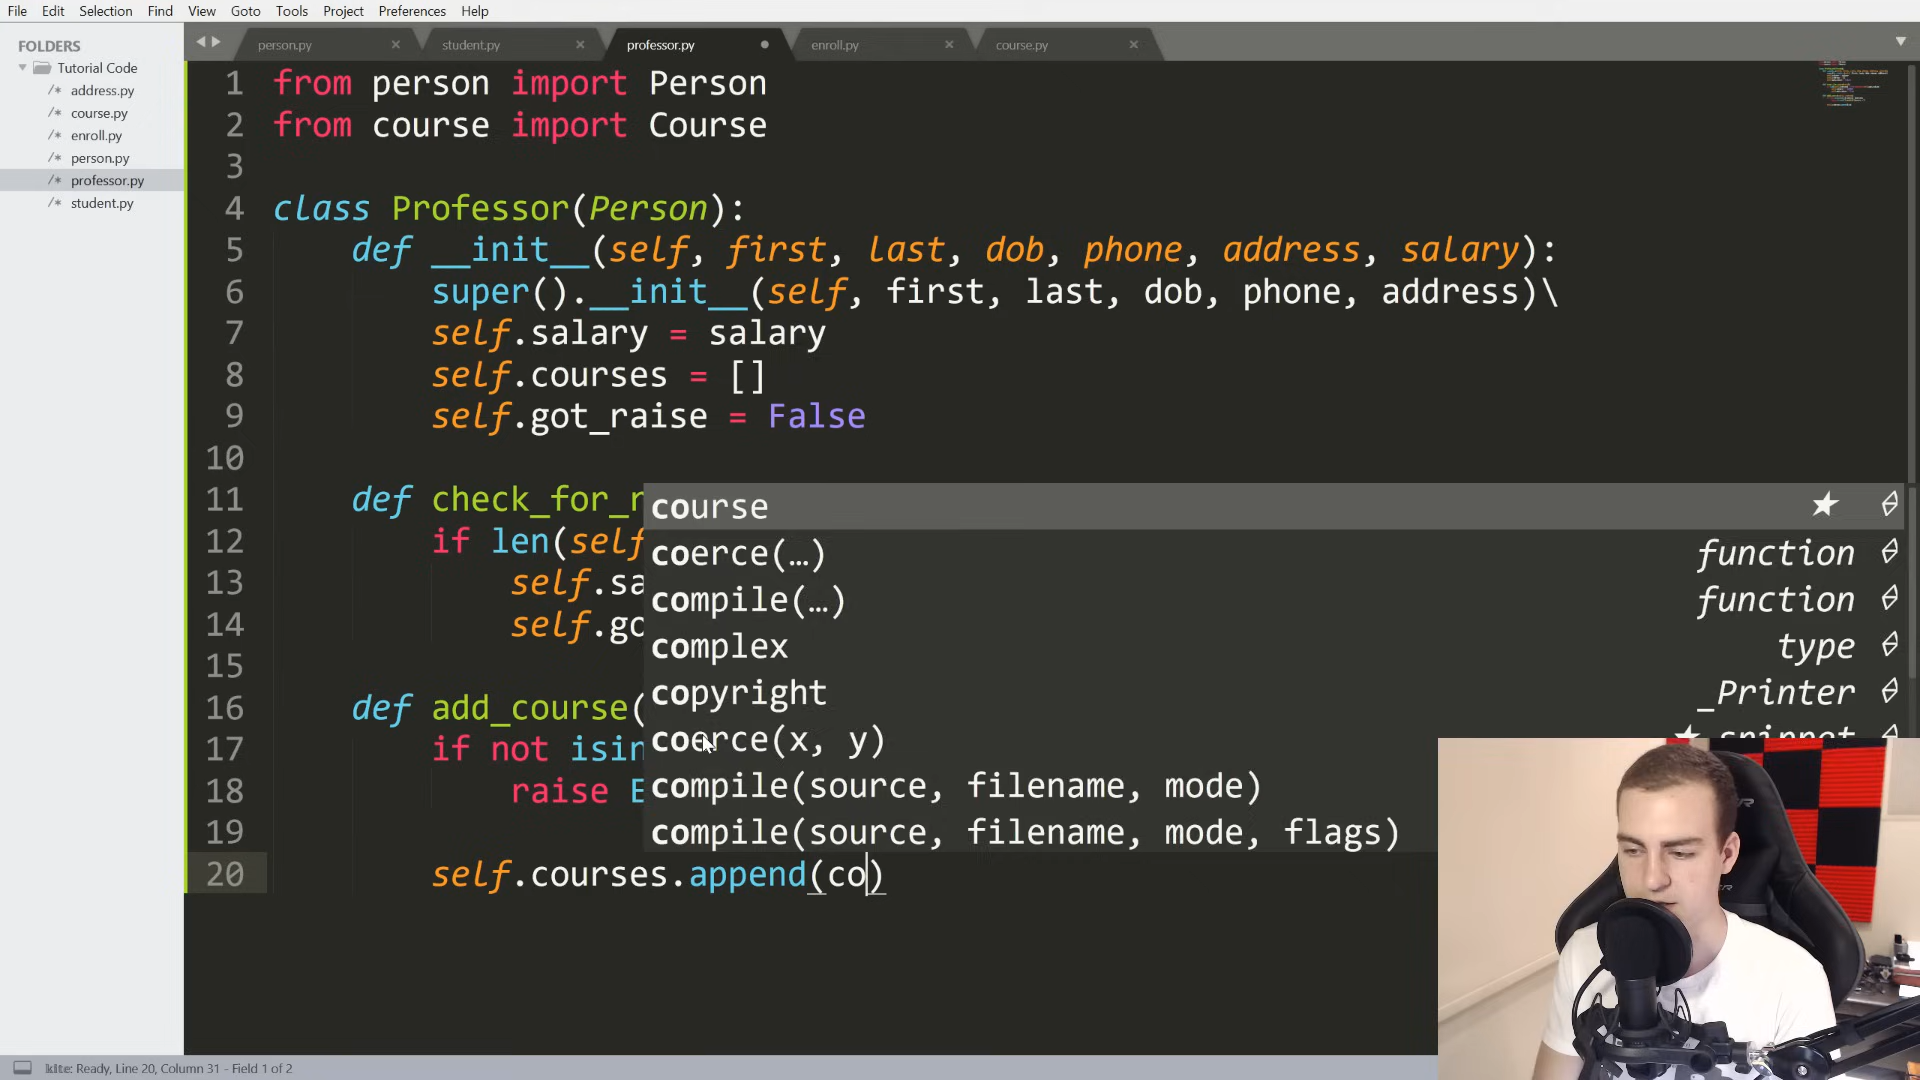 File Edit Selection View Goto Tools Project Preferences Help
FOLDERS
Tutorial Code
/* address.py
/* course.py
/* enroll.py
/* person.py
/* professor.py
/* student.py
person.py × student.py × professor.py enroll.py × course.py ×
1 from person import Person
2 from course import Course
3
4 class Professor(Person):
5 def __init__(self, first, last, dob, phone, address, salary):
6 super().__init__(self, first, last, dob, phone, address)\
7 self.salary = salary
8 self.courses = []
9 self.got_raise = False
10
11 def check_for_r
12 if len(self
13 self.sa
14 self.go
15
16 def add_course(
17 if not isin
18 raise E
19
20 self.courses.append(co)
course
coerce(…) function
compile(…) function
complex type
copyright _Printer
coerce(x, y) snippet
compile(source, filename, mode)
compile(source, filename, mode, flags)
kite: Ready, Line 20, Column 31 - Field 1 of 2